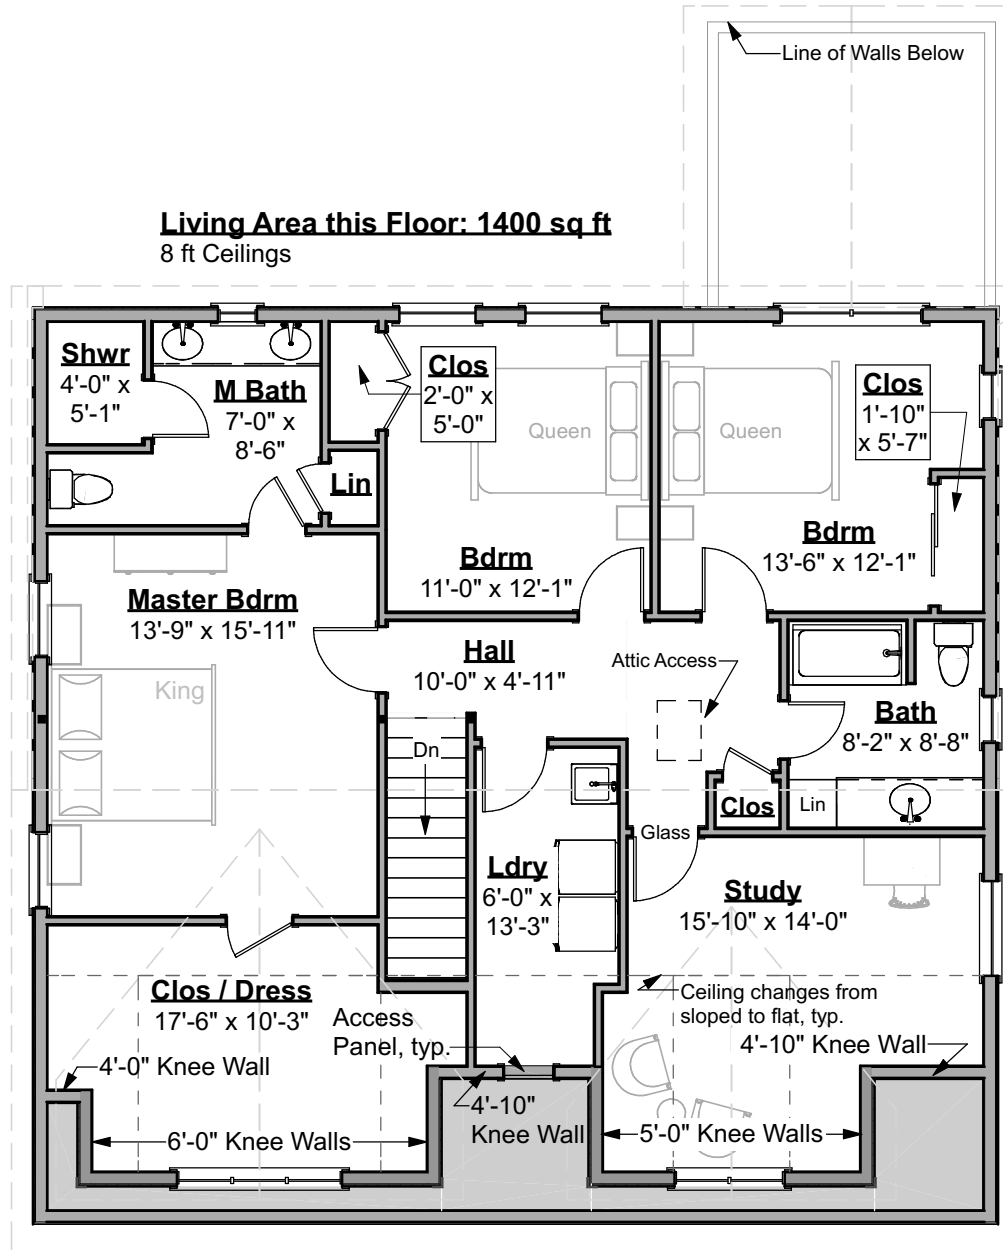 Line of Walls Below
Living Area this Floor: 1400 sq ft
8 ft Ceilings
Shwr
4'-0" x
5'-1"
M Bath
7'-0" x
8'-6"
Lin
Clos
2'-0" x
5'-0"
Queen
Queen
Clos
1'-10"
x 5'-7"
Bdrm
11'-0" x 12'-1"
Bdrm
13'-6" x 12'-1"
Master Bdrm
13'-9" x 15'-11"
King
Hall
10'-0" x 4'-11"
Attic Access
Dn
Bath
8'-2" x 8'-8"
Clos
Lin
Glass
Ldry
6'-0" x
13'-3"
Study
15'-10" x 14'-0"
Clos / Dress
17'-6" x 10'-3"
Access
Panel, typ.
Ceiling changes from
sloped to flat, typ.
4'-10" Knee Wall
4'-0" Knee Wall
4'-10"
Knee Wall
6'-0" Knee Walls
5'-0" Knee Walls